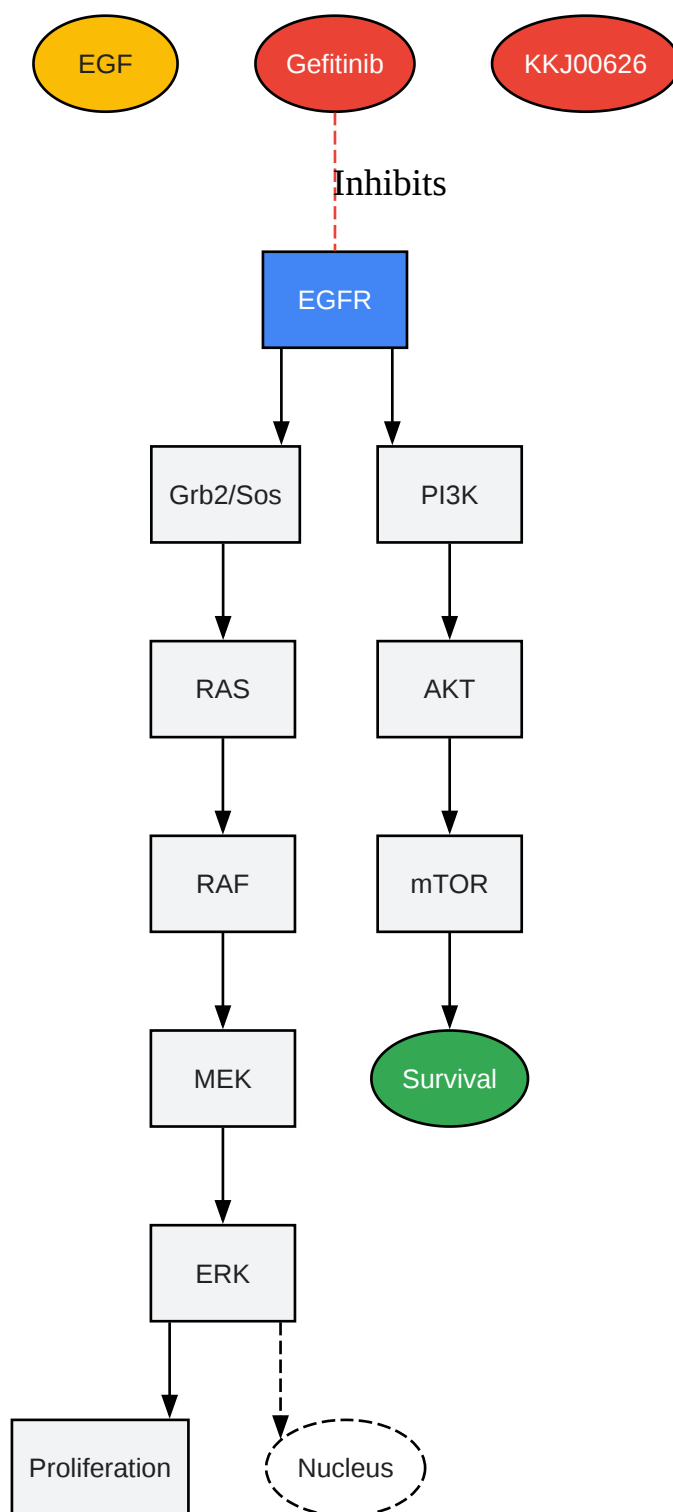 EGF
Gefitinib
KKJ00626
Inhibits
EGFR
Grb2/Sos
PI3K
RAS
AKT
RAF
mTOR
MEK
Survival
ERK
Proliferation
Nucleus